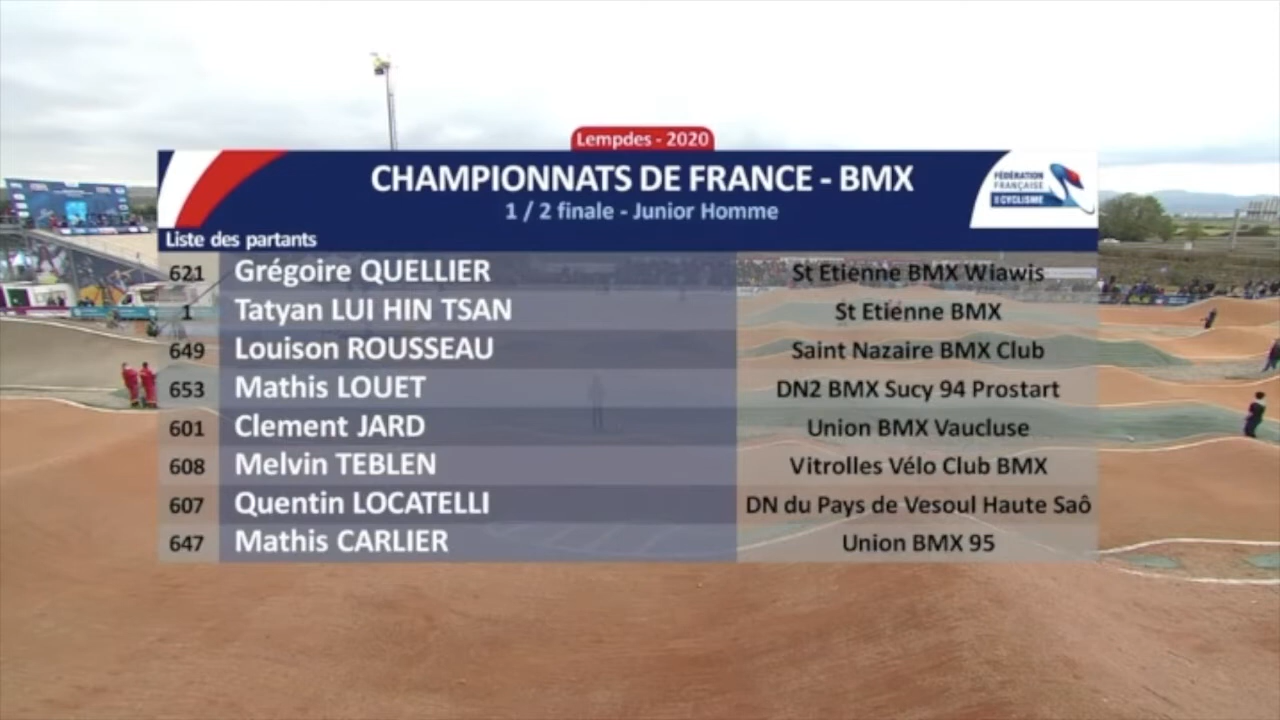 Lempdes - 2020
CHAMPIONNATS DE FRANCE - BMX
1 / 2 finale - Junior Homme
FÉDÉRATION
FRANÇAISE
DE CYCLISME
Liste des partants
621 Grégoire QUELLIER St Etienne BMX Wiawis
1 Tatyan LUI HIN TSAN St Etienne BMX
649 Louison ROUSSEAU Saint Nazaire BMX Club
653 Mathis LOUET DN2 BMX Sucy 94 Prostart
601 Clement JARD Union BMX Vaucluse
608 Melvin TEBLEN Vitrolles Vélo Club BMX
607 Quentin LOCATELLI DN du Pays de Vesoul Haute Saô
647 Mathis CARLIER Union BMX 95